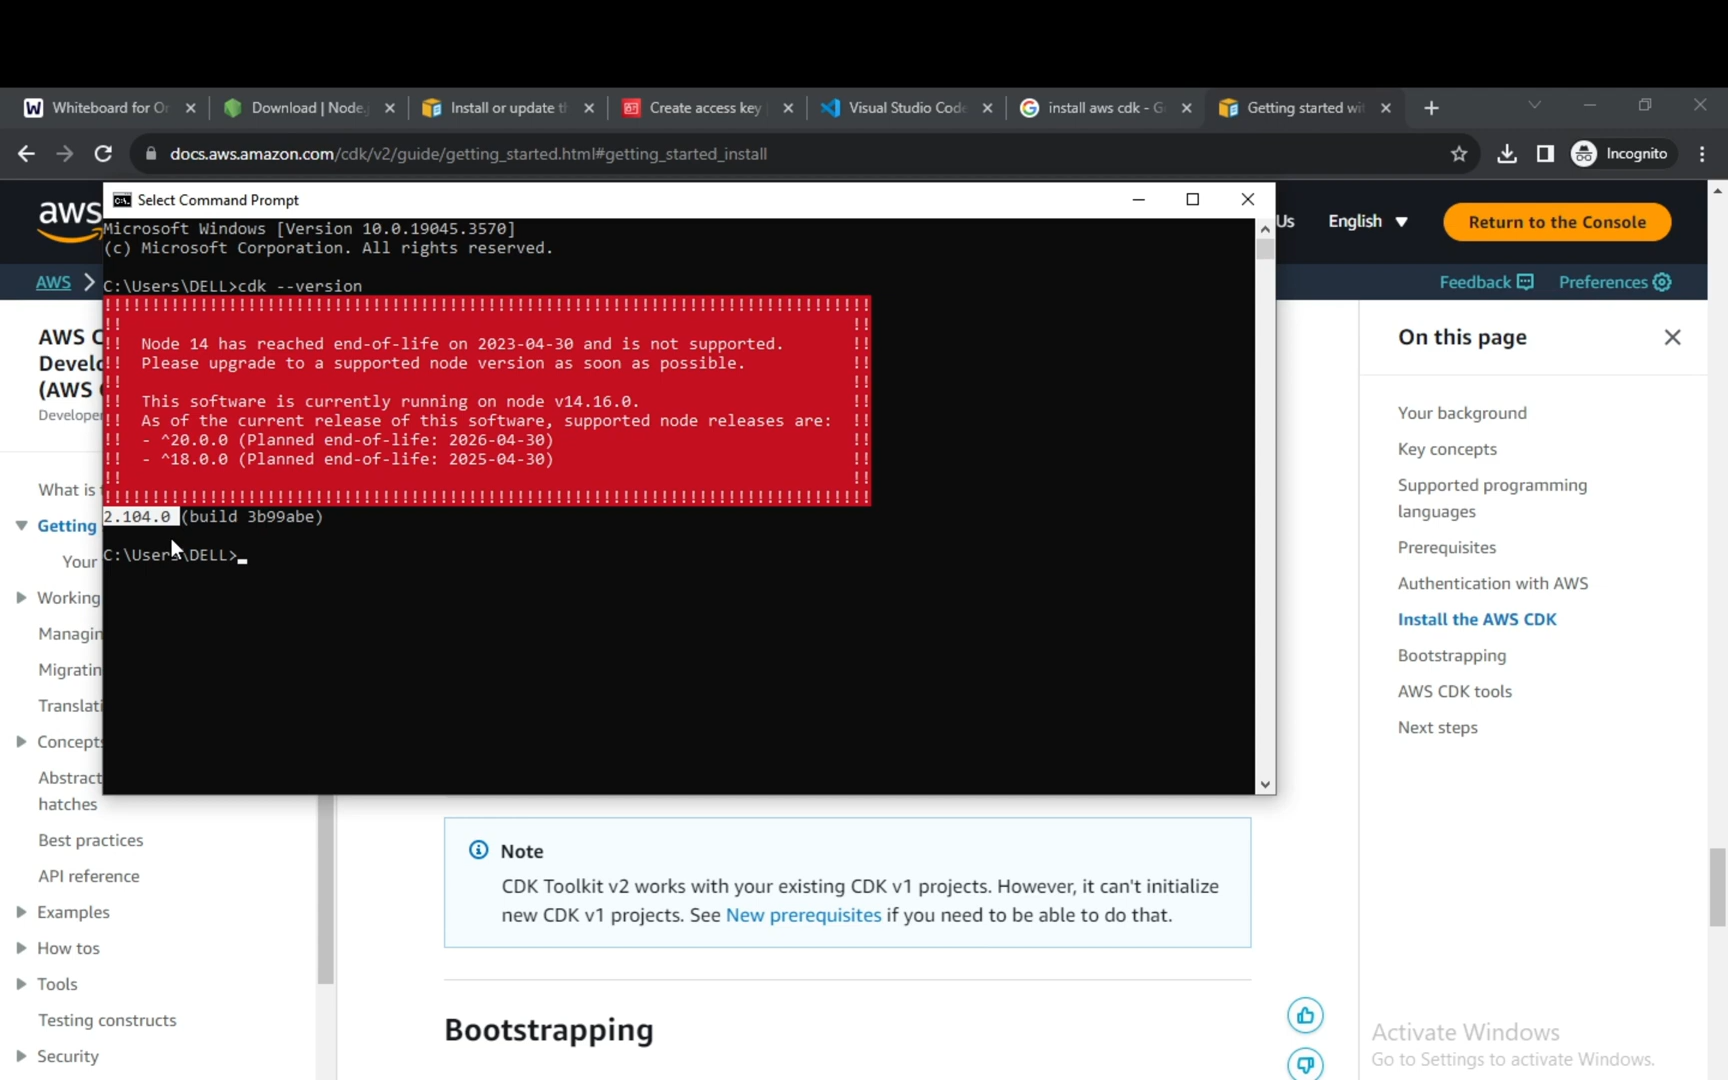 Whiteboard for Or
Download | Node.j
Install or update t
Create access key
Visual Studio Code
install aws cdk - G
Getting started wit
docs.aws.amazon.com/cdk/v2/guide/getting_started.html#getting_started_install
Incognito
aws
Us
English
Return to the Console
AWS
Feedback
Preferences
Select Command Prompt
Microsoft Windows [Version 10.0.19045.3570]
(c) Microsoft Corporation. All rights reserved.
C:\Users\DELL>cdk --version
!!!!!!!!!!!!!!!!!!!!!!!!!!!!!!!!!!!!!!!!!!!!!!!!!!!!!!!!!!!!!!!!!!!!!!!!!!!!!!!!
!! !!
!! Node 14 has reached end-of-life on 2023-04-30 and is not supported. !!
!! Please upgrade to a supported node version as soon as possible. !!
!! !!
!! This software is currently running on node v14.16.0. !!
!! As of the current release of this software, supported node releases are: !!
!! - ^20.0.0 (Planned end-of-life: 2026-04-30) !!
!! - ^18.0.0 (Planned end-of-life: 2025-04-30) !!
!! !!
!!!!!!!!!!!!!!!!!!!!!!!!!!!!!!!!!!!!!!!!!!!!!!!!!!!!!!!!!!!!!!!!!!!!!!!!!!!!!!!!
2.104.0 (build 3b99abe)
C:\Users\DELL>_
AWS C
Develo
(AWS C
Developer
What is
Getting
Your
Working
Managin
Migratin
Translati
Concepts
Abstract
hatches
Best practices
API reference
Examples
How tos
Tools
Testing constructs
Security
Note
CDK Toolkit v2 works with your existing CDK v1 projects. However, it can't initialize
new CDK v1 projects. See New prerequisites if you need to be able to do that.
Bootstrapping
On this page
Your background
Key concepts
Supported programming
languages
Prerequisites
Authentication with AWS
Install the AWS CDK
Bootstrapping
AWS CDK tools
Next steps
Activate Windows
Go to Settings to activate Windows.